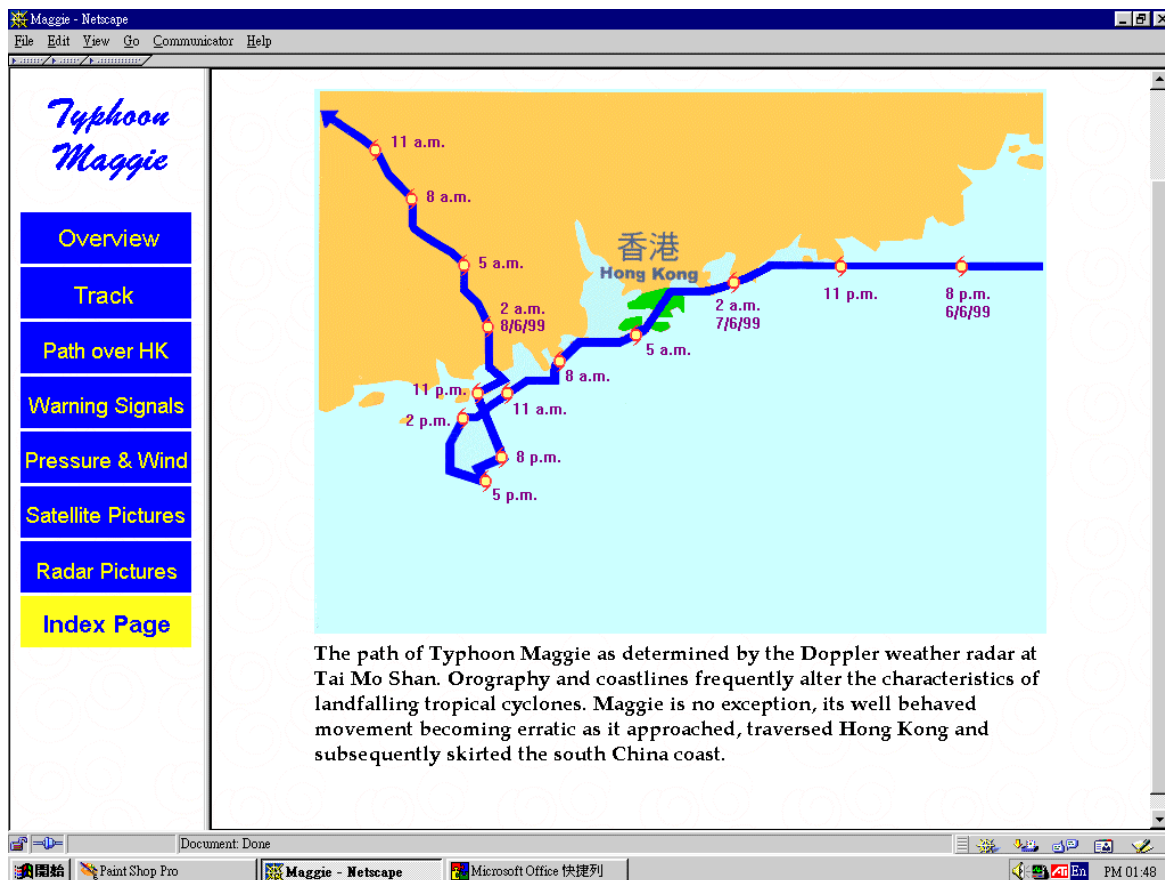 Maggie - Netscape
File Edit View Go Communicator Help
Typhoon
Maggie
Overview
Track
Path over HK
Warning Signals
Pressure & Wind
Satellite Pictures
Radar Pictures
Index Page
11 a.m.
8 a.m.
5 a.m.
2 a.m.
8/6/99
香港
Hong Kong
2 a.m.
7/6/99
11 p.m.
8 p.m.
6/6/99
5 a.m.
8 a.m.
11 p.m.
11 a.m.
2 p.m.
8 p.m.
5 p.m.
The path of Typhoon Maggie as determined by the Doppler weather radar at
Tai Mo Shan. Orography and coastlines frequently alter the characteristics of
landfalling tropical cyclones. Maggie is no exception, its well behaved
movement becoming erratic as it approached, traversed Hong Kong and
subsequently skirted the south China coast.
Document: Done
開始 Paint Shop Pro Maggie - Netscape Microsoft Office 快捷列 En PM 01:48